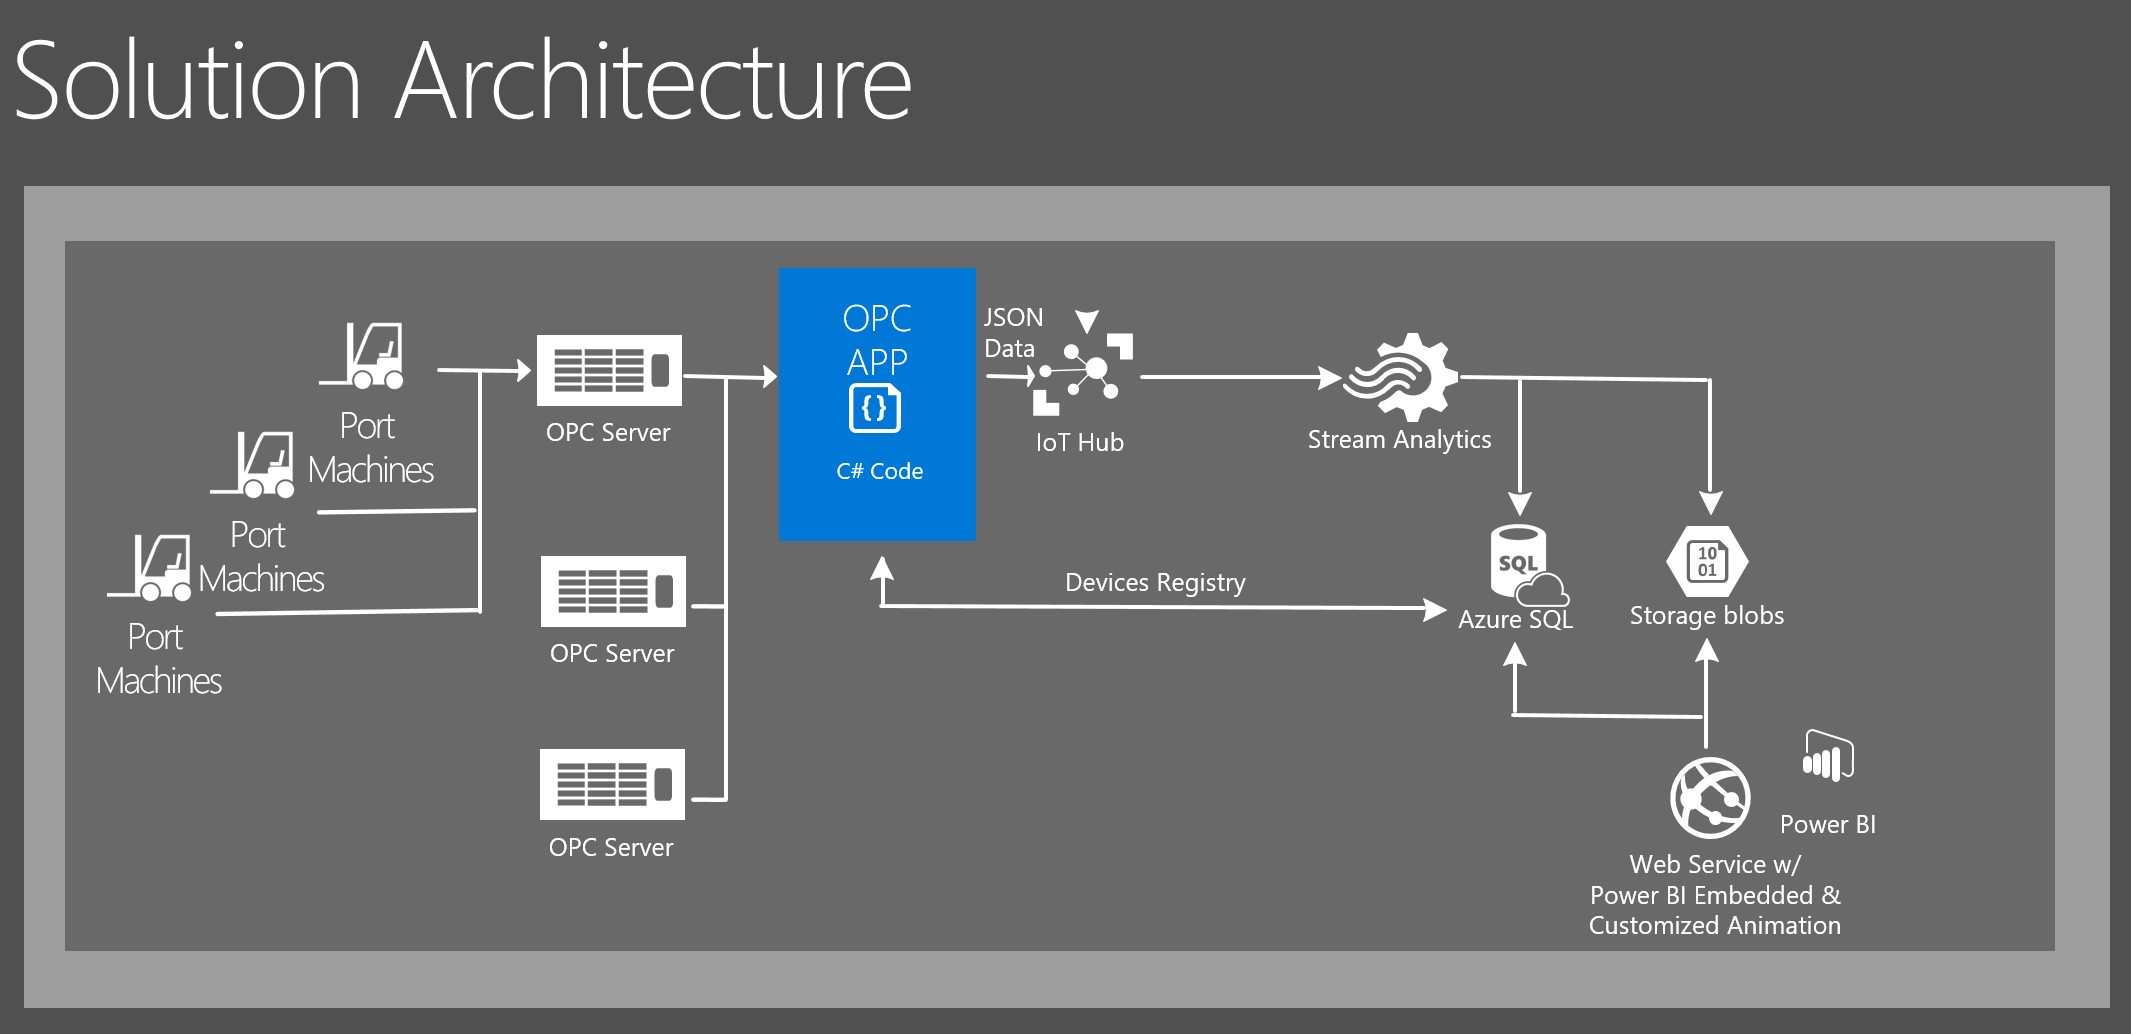 Solution Architecture
Port
Machines
Port
Machines
Port
Machines
OPC Server
OPC Server
OPC Server
OPC
APP
{}
C# Code
JSON
Data
IoT Hub
Stream Analytics
Devices Registry
SQL
Azure SQL
10
01
Storage blobs
Power BI
Web Service w/
Power BI Embedded &
Customized Animation